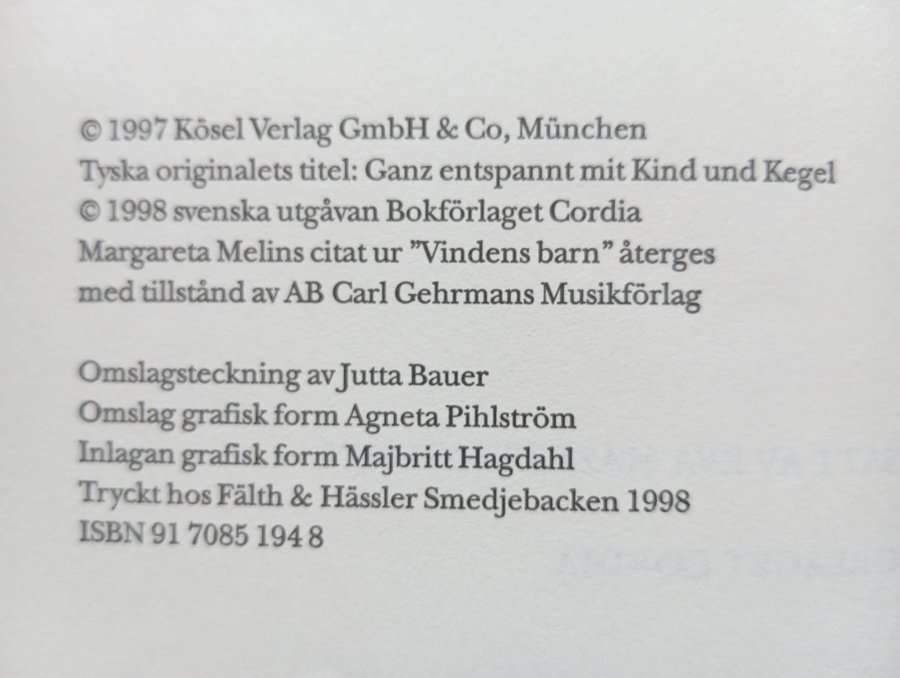 © 1997 Kösel Verlag GmbH & Co, München
Tyska originalets titel: Ganz entspannt mit Kind und Kegel
© 1998 svenska utgåvan Bokförlaget Cordia
Margareta Melins citat ur ”Vindens barn” återges
med tillstånd av AB Carl Gehrmans Musikförlag
Omslagsteckning av Jutta Bauer
Omslag grafisk form Agneta Pihlström
Inlagan grafisk form Majbritt Hagdahl
Tryckt hos Fälth & Hässler Smedjebacken 1998
ISBN 91 7085 194 8